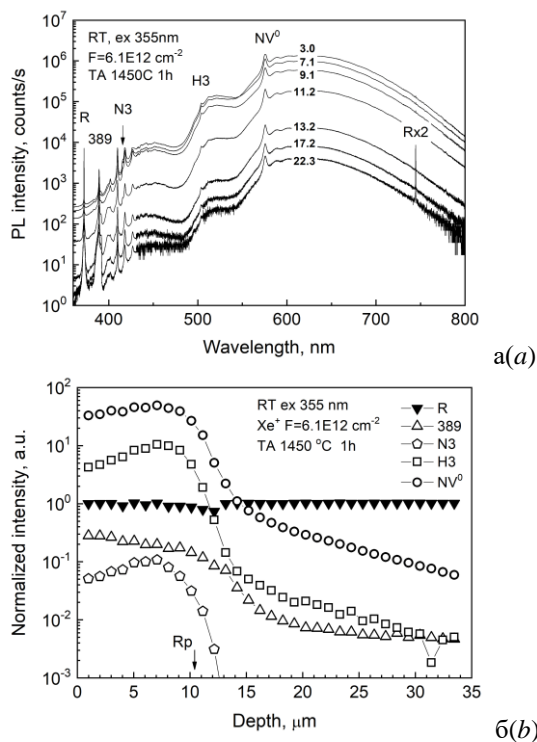 RT, ex 355nm
F=6.1E12 cm⁻²
TA 1450C 1h
NV⁰
R
389
N3
H3
Rx2
3.0
7.1
9.1
11.2
13.2
17.2
22.3
PL intensity, counts/s
10⁷
10⁶
10⁵
10⁴
10³
10²
10¹
10⁰
400 500 600 700 800
Wavelength, nm
а(a)
RT ex 355 nm
Xe⁺ F=6.1E12 cm⁻²
TA 1450 °C 1h
R
389
N3
H3
NV⁰
Rp
Normalized intensity, a.u.
10²
10¹
10⁰
10⁻¹
10⁻²
10⁻³
0 5 10 15 20 25 30 35
Depth, μm
б(b)